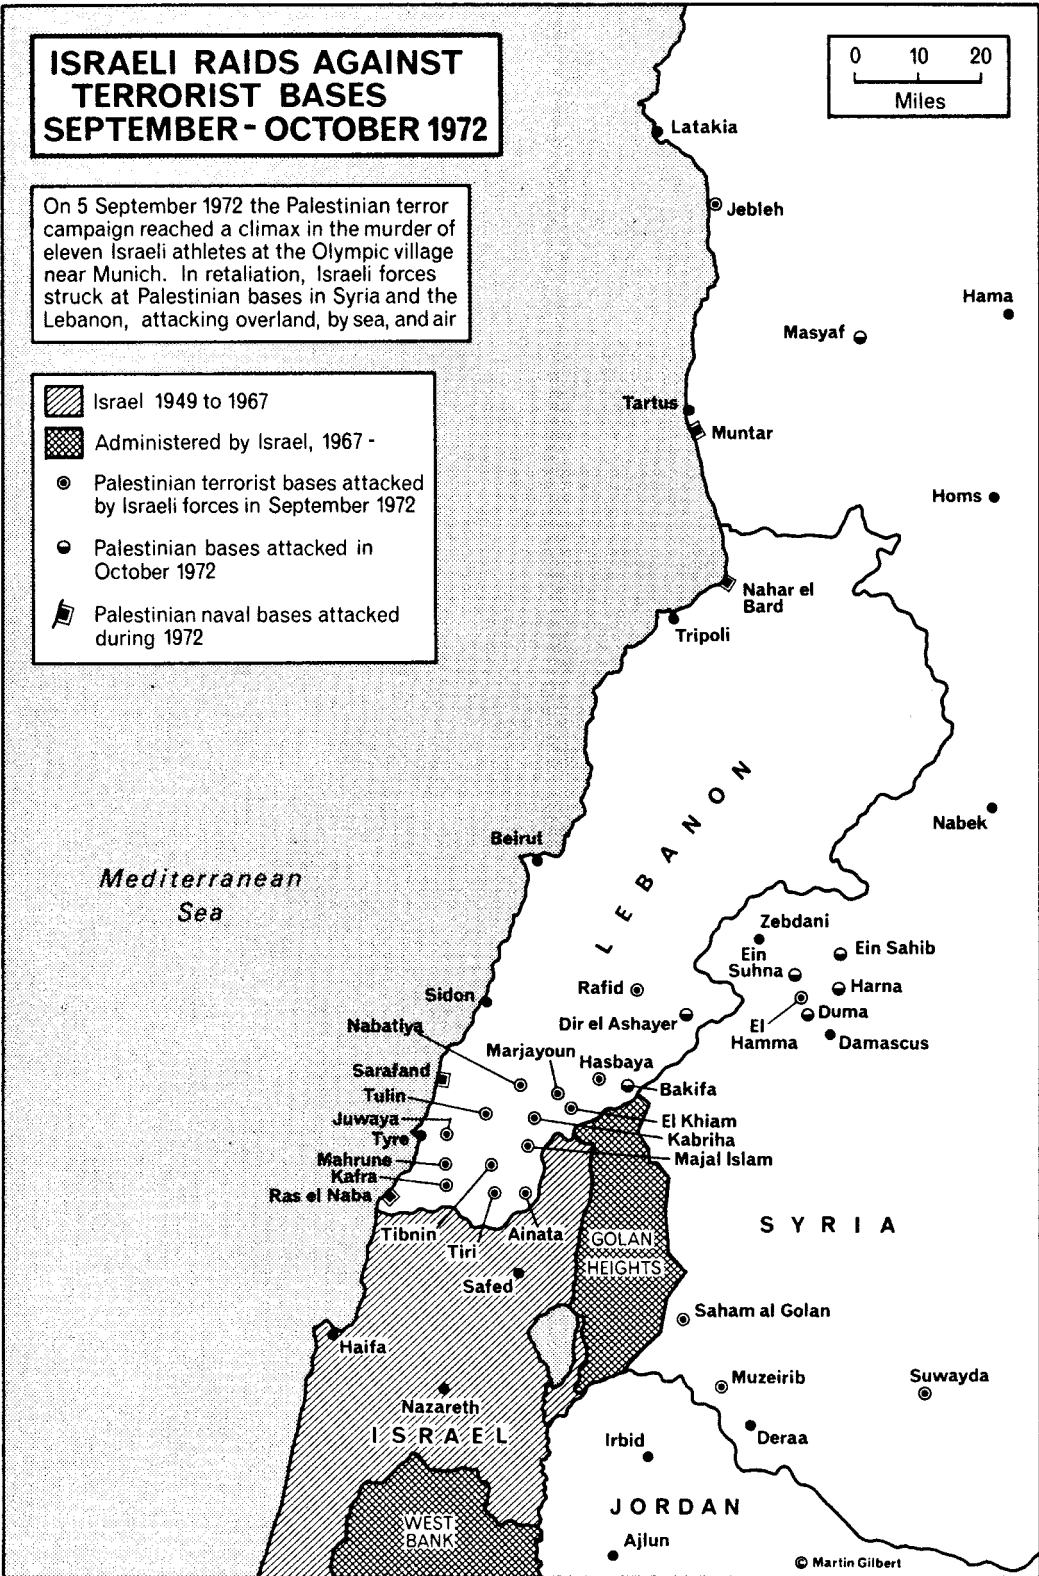 ISRAELI RAIDS AGAINST
TERRORIST BASES
SEPTEMBER - OCTOBER 1972
0 10 20
Miles
On 5 September 1972 the Palestinian terror
campaign reached a climax in the murder of
eleven Israeli athletes at the Olympic village
near Munich. In retaliation, Israeli forces
struck at Palestinian bases in Syria and the
Lebanon, attacking overland, by sea, and air
Israel 1949 to 1967
Administered by Israel, 1967 -
Palestinian terrorist bases attacked
by Israeli forces in September 1972
Palestinian bases attacked in
October 1972
Palestinian naval bases attacked
during 1972
Latakia
Jebleh
Hama
Masyaf
Tartus
Muntar
Homs
Nahar el
Bard
Tripoli
LEBANON
Nabek
Beirut
Mediterranean
Sea
Zebdani
Ein Sahib
Ein
Suhna
Harna
Rafid
Sidon
Duma
Dir el Ashayer
El
Hamma
Damascus
Nabatiya
Marjayoun
Hasbaya
Sarafand
Bakifa
Tulin
El Khiam
Juwaya
Kabriha
Tyre
Majal Islam
Mahrune
Kafra
Ras el Naba
SYRIA
Tibnin
Tiri
Ainata
GOLAN
HEIGHTS
Safed
Saham al Golan
Haifa
Muzeirib
Suwayda
Nazareth
ISRAEL
Irbid
Deraa
JORDAN
WEST
BANK
Ajlun
© Martin Gilbert